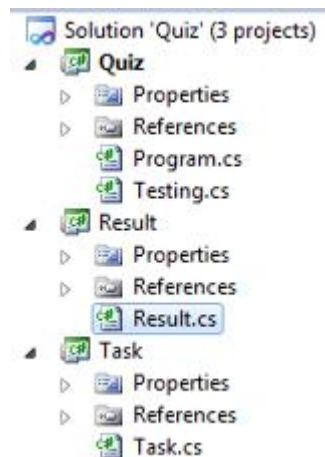 Solution 'Quiz' (3 projects)
Quiz
Properties
References
Program.cs
Testing.cs
Result
Properties
References
Result.cs
Task
Properties
References
Task.cs